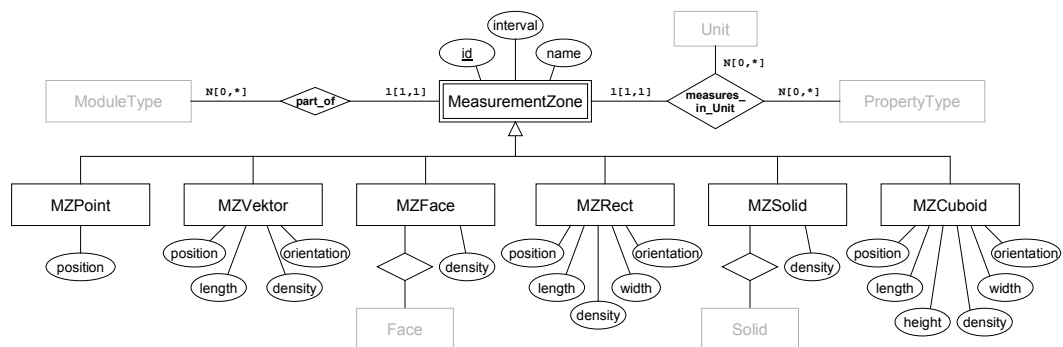 Unit
interval
id
name
N[0,*]
ModuleType
N[0,*]
part_of
1[1,1]
MeasurementZone
1[1,1]
measures_
in_Unit
N[0,*]
PropertyType
MZPoint
MZVektor
MZFace
MZRect
MZSolid
MZCuboid
position
position
orientation
length
density
density
position
orientation
length
width
density
density
position
orientation
length
width
height
density
Face
Solid